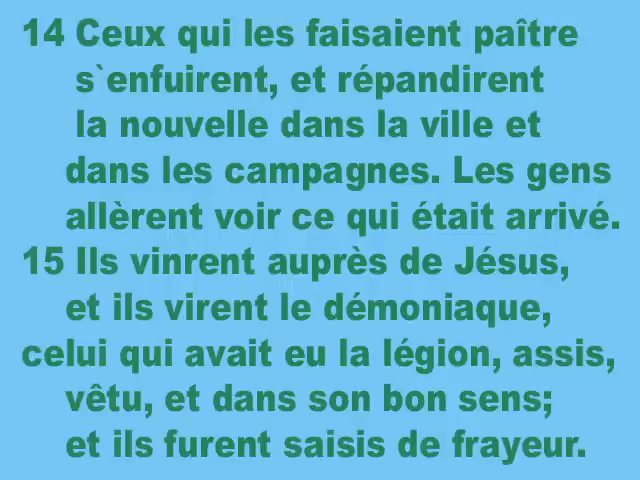 14 Ceux qui les faisaient paître
s`enfuirent, et répandirent
la nouvelle dans la ville et
dans les campagnes. Les gens
allèrent voir ce qui était arrivé.
15 Ils vinrent auprès de Jésus,
et ils virent le démoniaque,
celui qui avait eu la légion, assis,
vêtu, et dans son bon sens;
et ils furent saisis de frayeur.